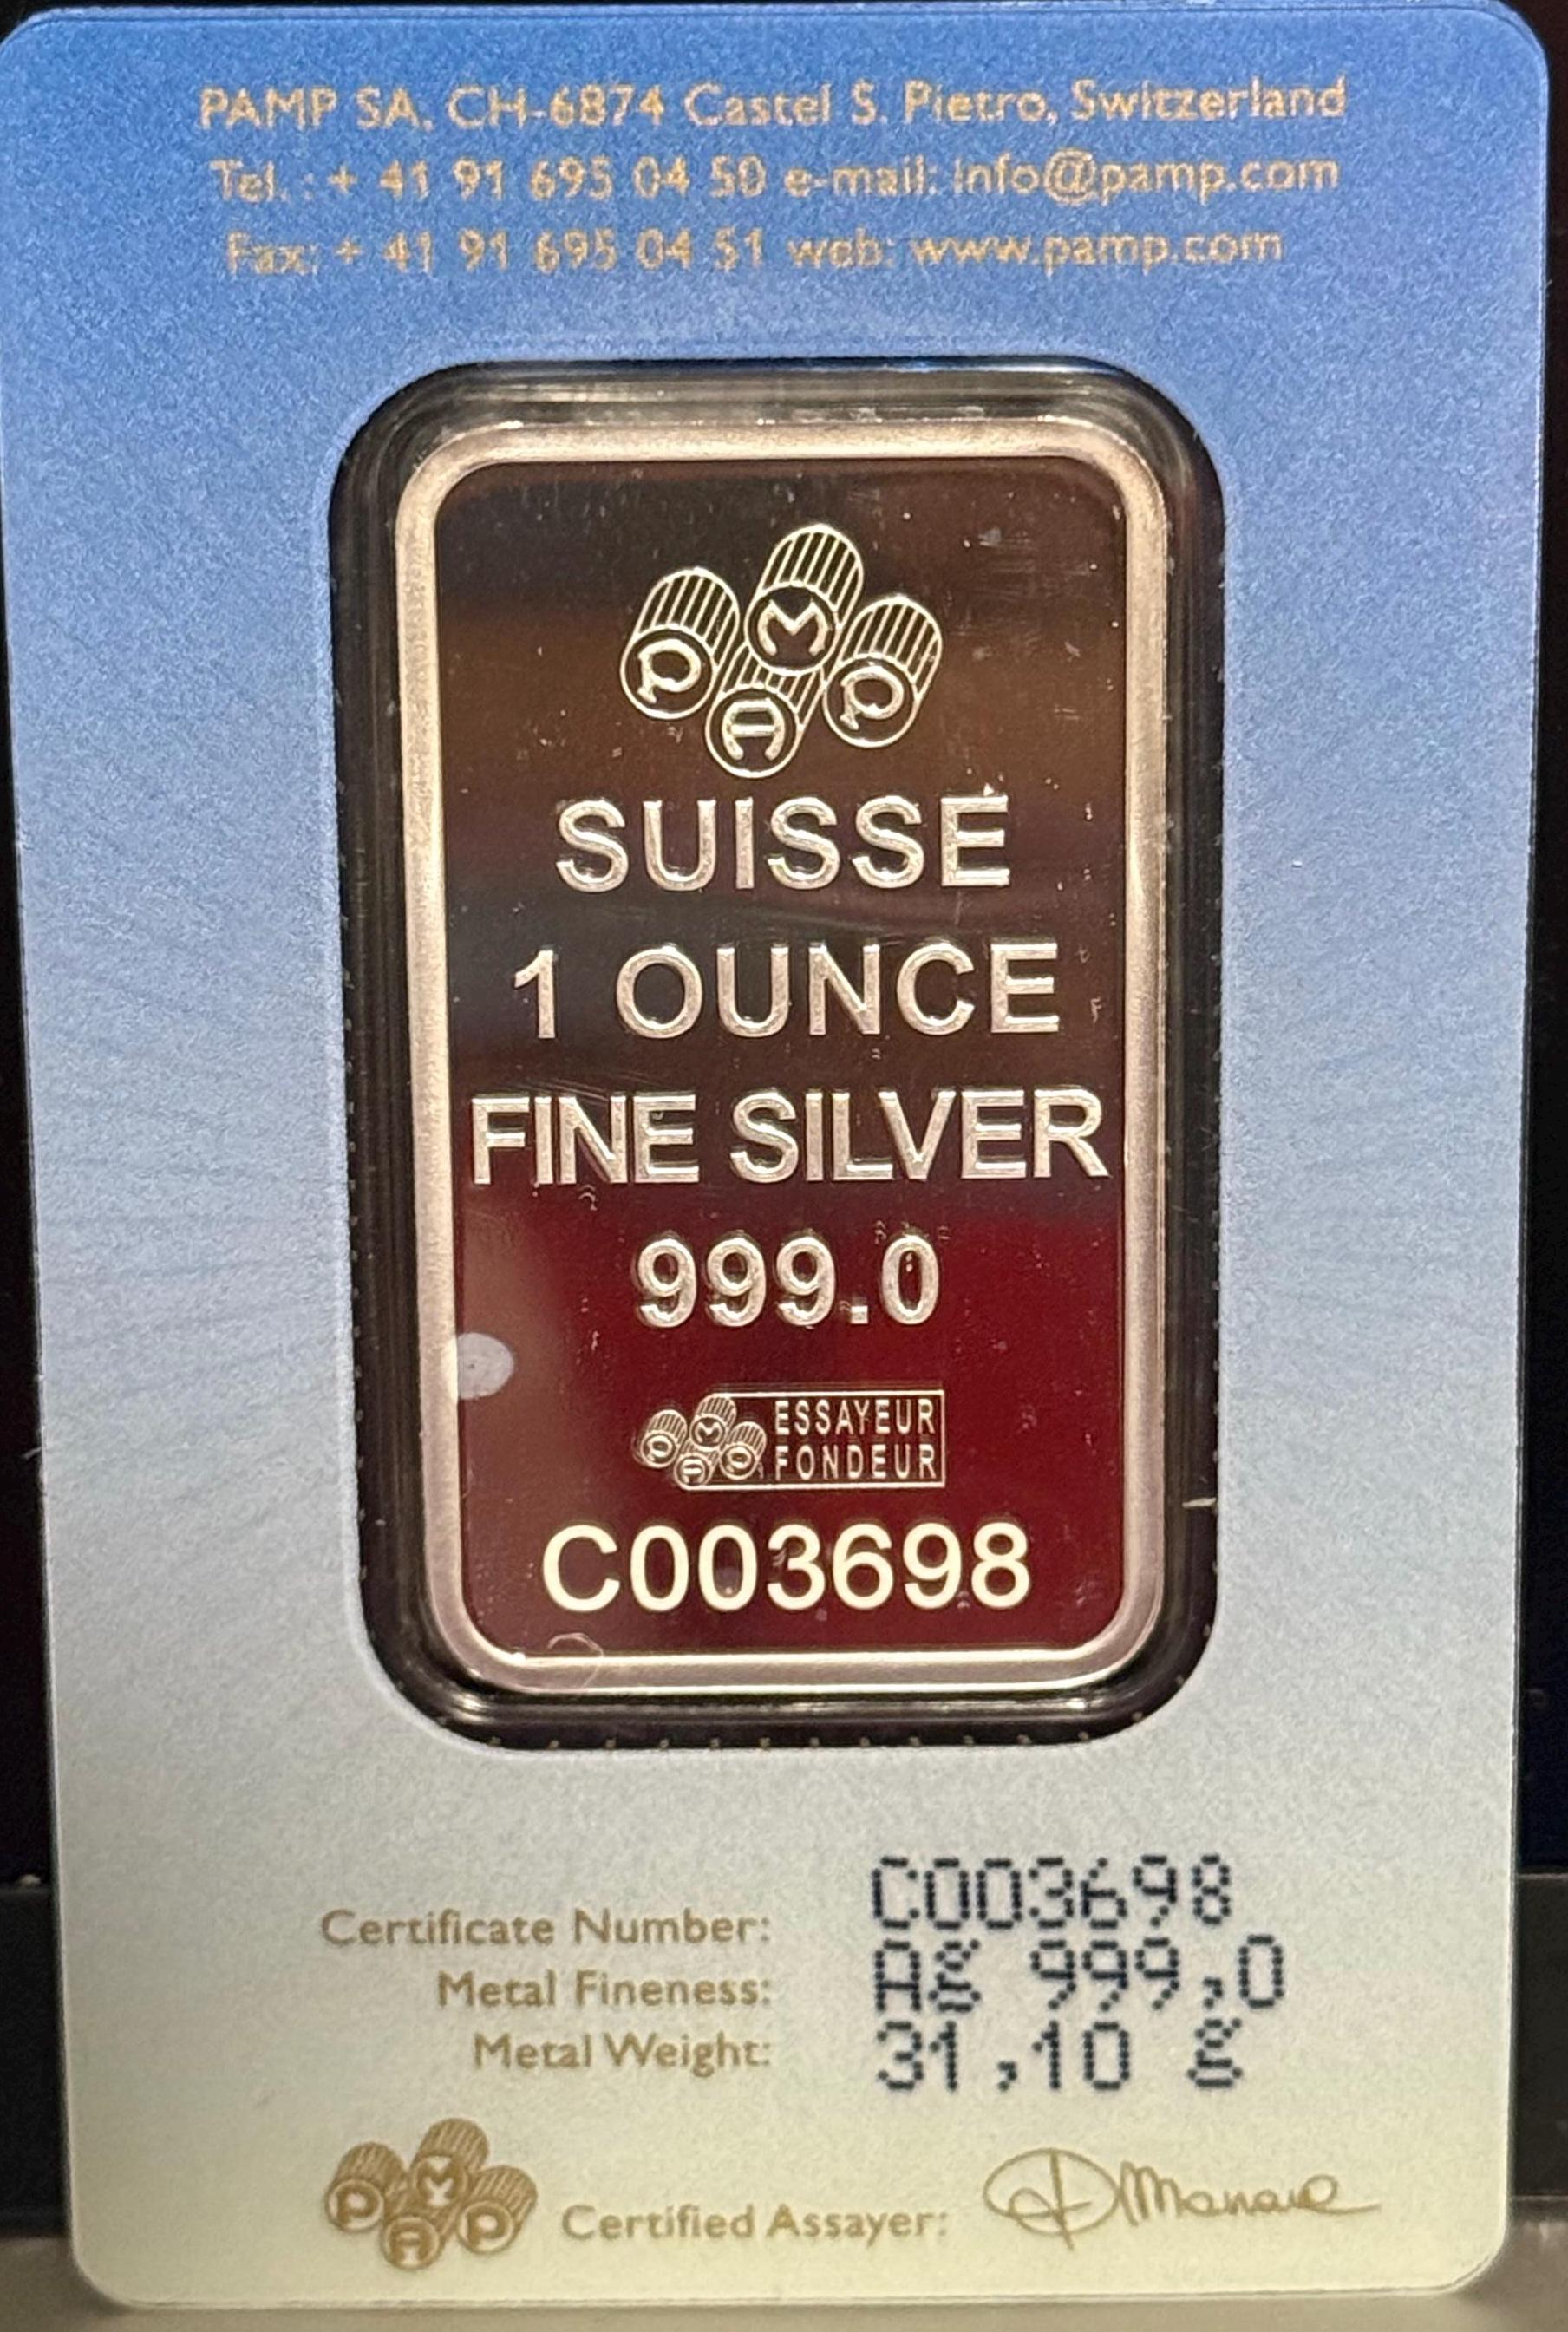 PAMP SA, CH-6874 Castel S. Pietro, Switzerland
Tel. : + 41 91 695 04 50 e-mail: info@pamp.com
Fax: + 41 91 695 04 51 web: www.pamp.com
PAMP
SUISSE
1 OUNCE
FINE SILVER
999.0
PAMP ESSAYEUR
FONDEUR
C003698
Certificate Number: C003698
Metal Fineness: Ag 999,0
Metal Weight: 31,10 g
PAMP Certified Assayer: